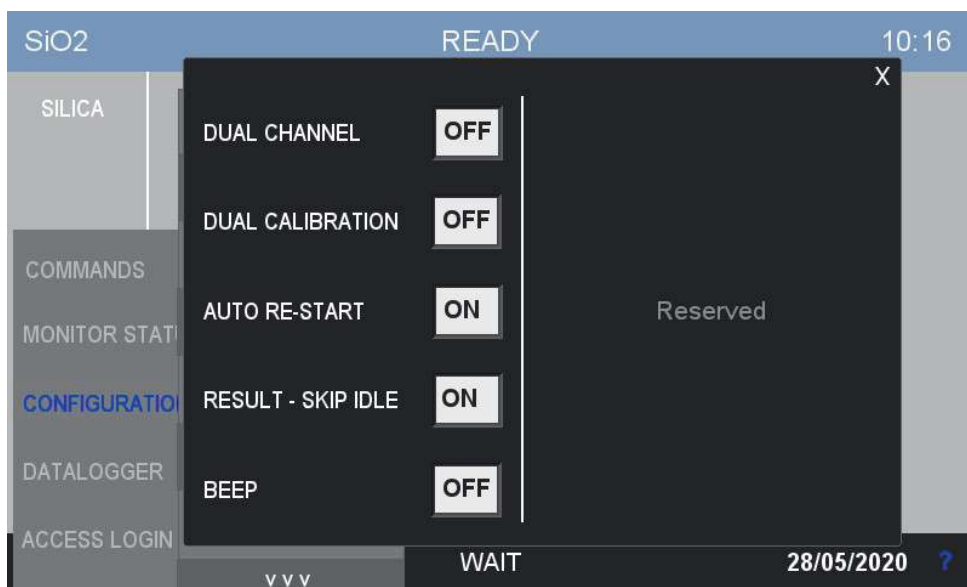 SiO2 READY 10:16
X
SILICA
DUAL CHANNEL OFF
DUAL CALIBRATION OFF
COMMANDS
AUTO RE-START ON
Reserved
MONITOR STAT
CONFIGURATIO
RESULT - SKIP IDLE ON
DATALOGGER
BEEP OFF
ACCESS LOGIN
WAIT 28/05/2020 ?
v v v